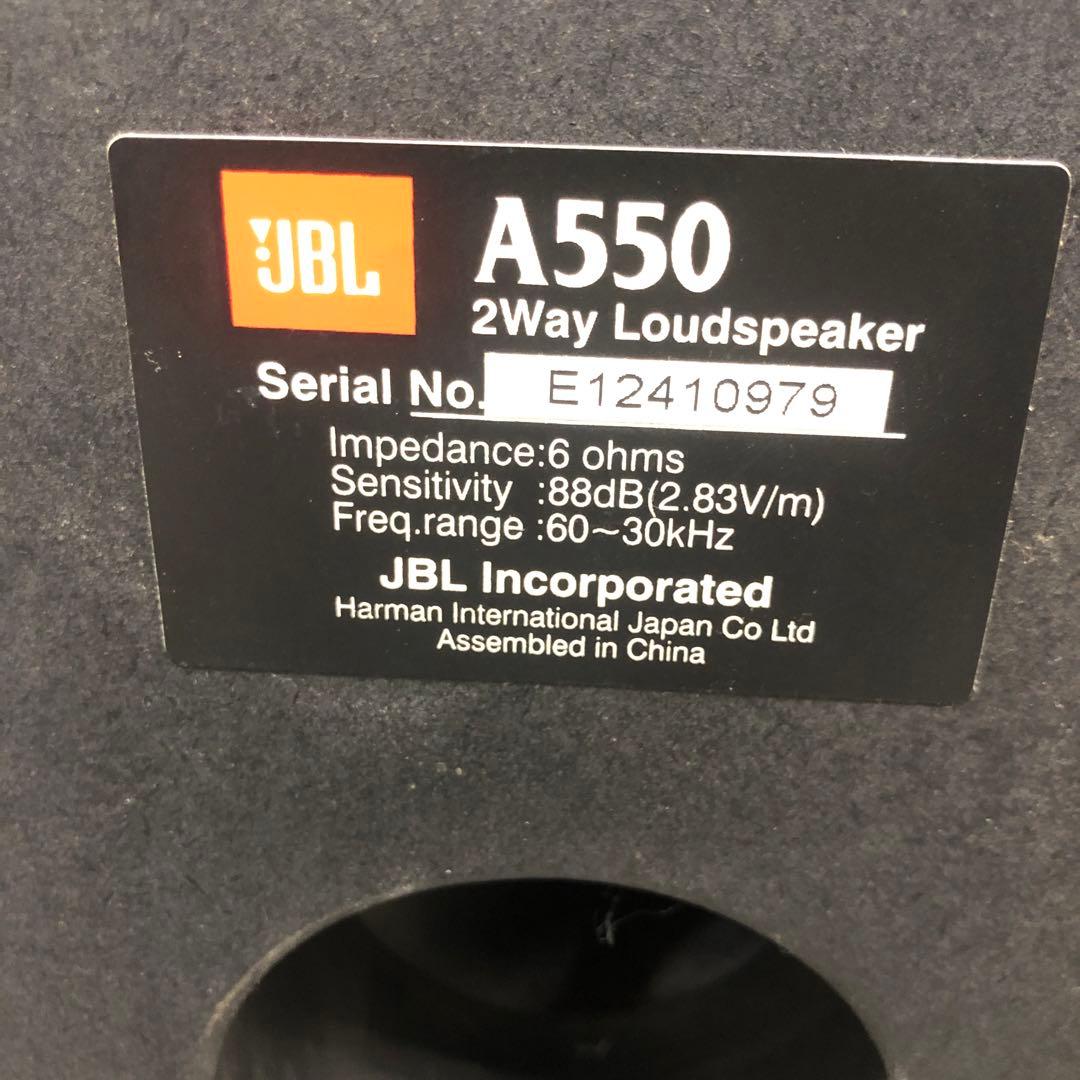 JBL
A550
2Way Loudspeaker
Serial No. E12410979
Impedance:6 ohms
Sensitivity :88dB(2.83V/m)
Freq.range :60~30kHz
JBL Incorporated
Harman International Japan Co Ltd
Assembled in China